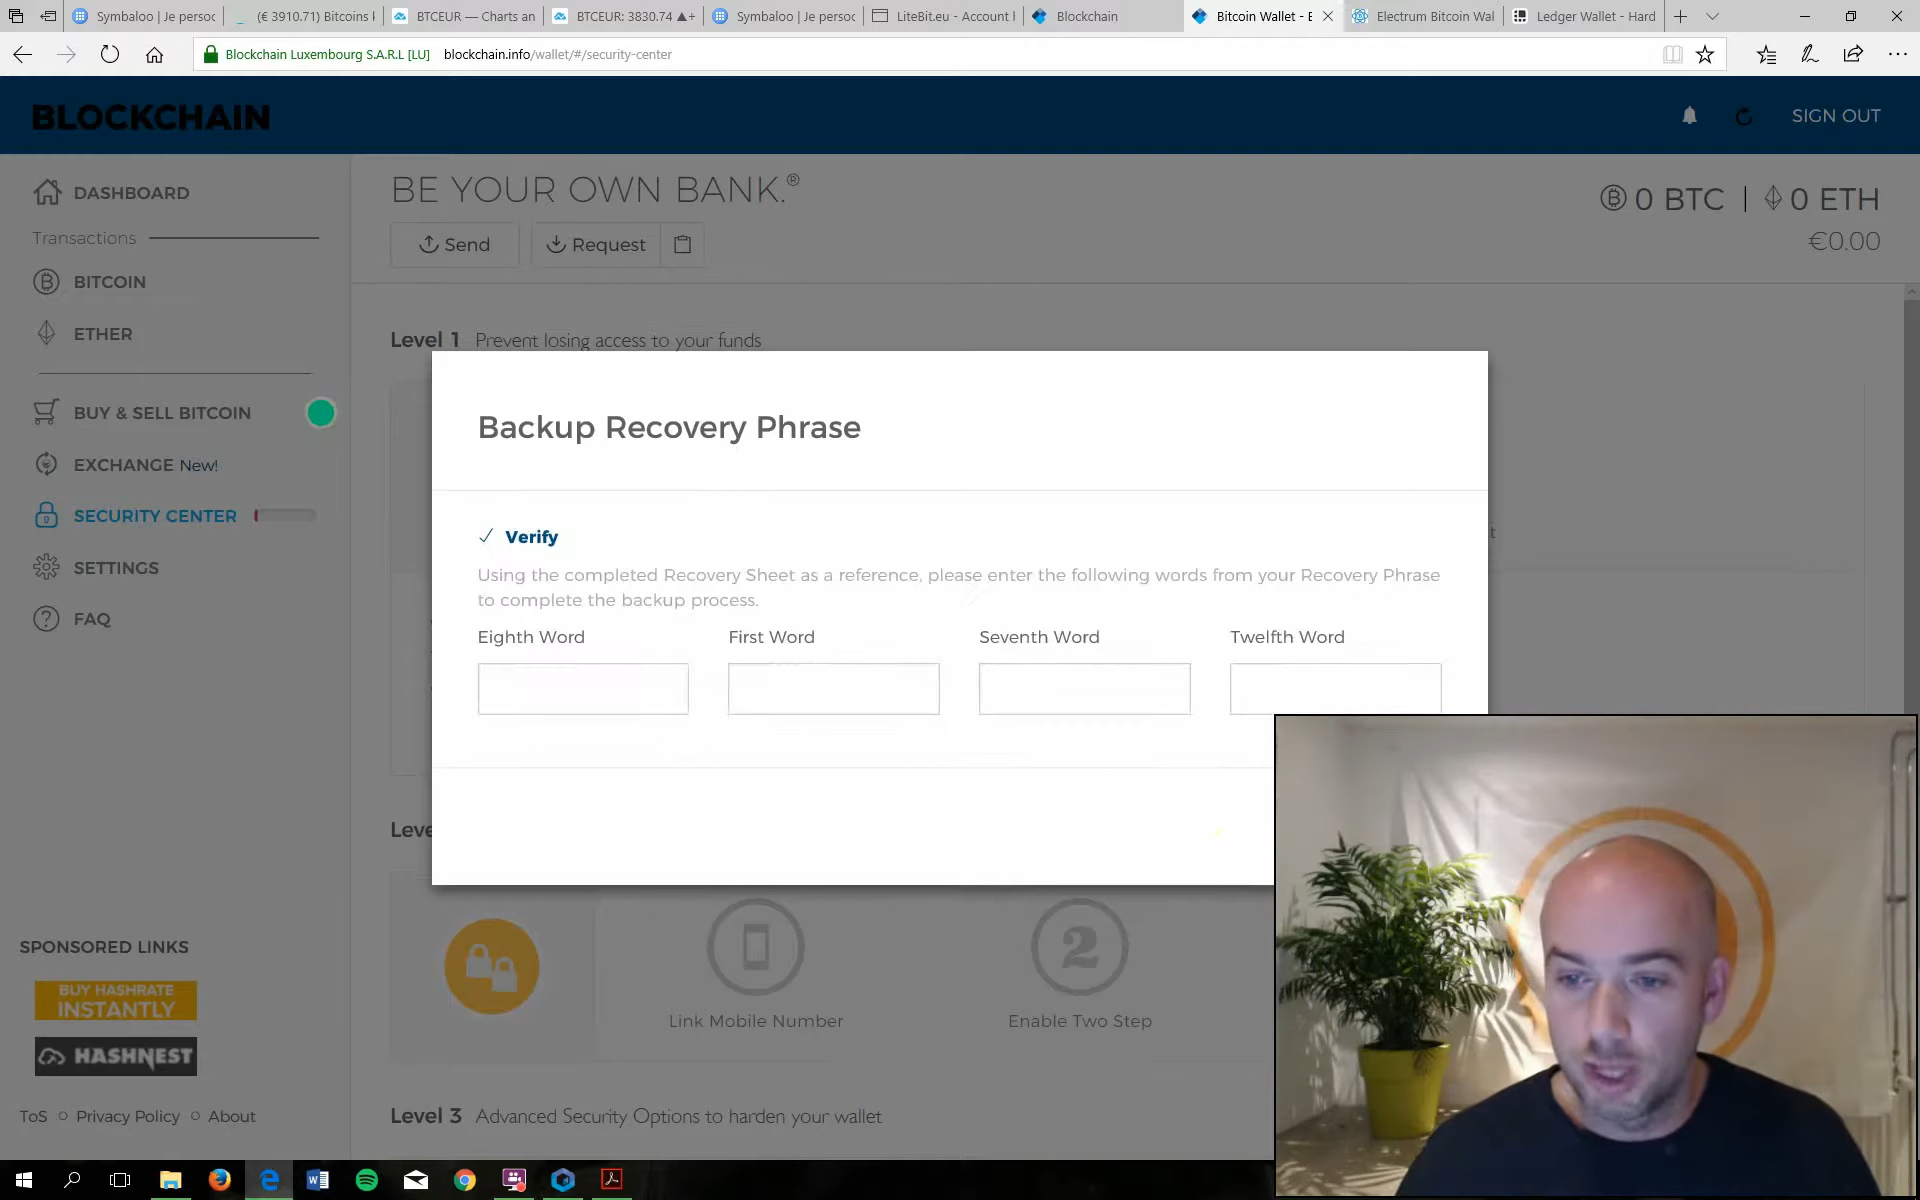 Symbaloo | Je persoc
(€ 3910.71) Bitcoins k
BTCEUR — Charts an
BTCEUR: 3830.74 ▲+
Symbaloo | Je persoc
LiteBit.eu - Account I
Blockchain
Bitcoin Wallet - E
Electrum Bitcoin Wal
Ledger Wallet - Hard
Blockchain Luxembourg S.A.R.L [LU]
blockchain.info/wallet/#/security-center
BLOCKCHAIN
SIGN OUT
DASHBOARD
Transactions
BITCOIN
ETHER
BUY & SELL BITCOIN
EXCHANGE New!
SECURITY CENTER
SETTINGS
FAQ
SPONSORED LINKS
BUY HASHRATE
INSTANTLY
HASHNEST
ToS
Privacy Policy
About
BE YOUR OWN BANK.®
0 BTC | 0 ETH
€0.00
Send
Request
Level 1 Prevent losing access to your funds
Backup Recovery Phrase
Verify
Using the completed Recovery Sheet as a reference, please enter the following words from your Recovery Phrase
to complete the backup process.
Eighth Word
First Word
Seventh Word
Twelfth Word
Leve
2
Link Mobile Number
Enable Two Step
Level 3 Advanced Security Options to harden your wallet